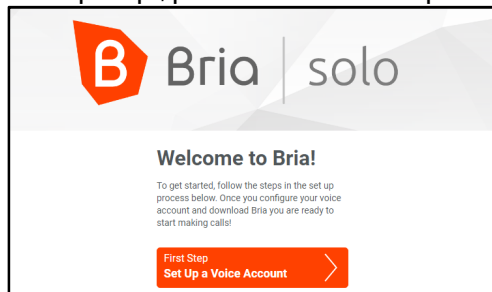 B Bria | solo
Welcome to Bria!
To get started, follow the steps in the set up
process below. Once you configure your voice
account and download Bria you are ready to
start making calls!
First Step
Set Up a Voice Account